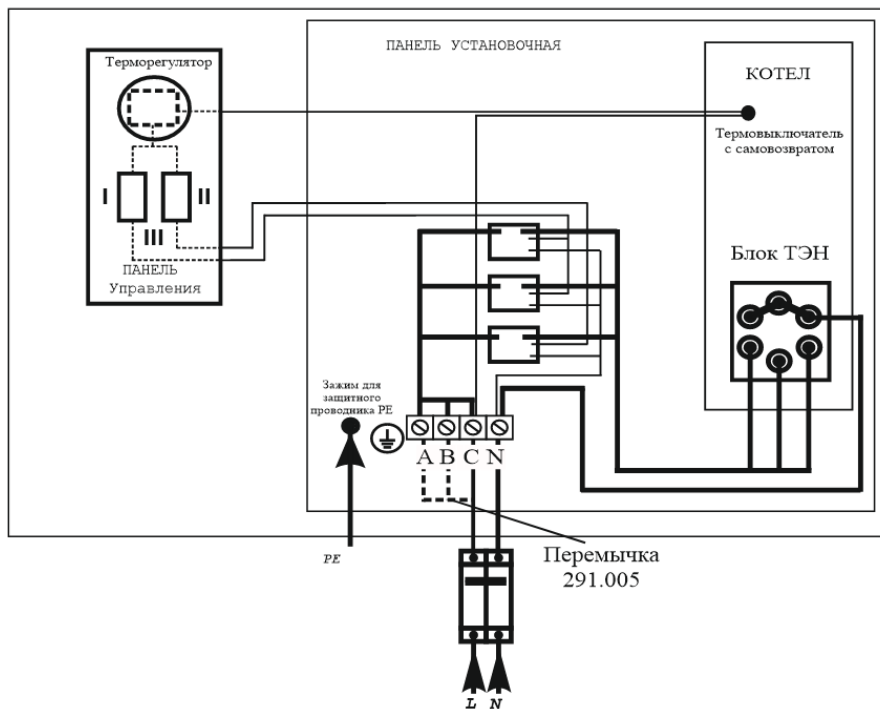 ПАНЕЛЬ УСТАНОВОЧНАЯ
Терморегулятор
I
II
III
ПАНЕЛЬ
Управления
КОТЕЛ
Термовыключатель
с самовозвратом
Блок ТЭН
Зажим для
защитного
проводника PE
A B C N
PE
Перемычка
291.005
L N